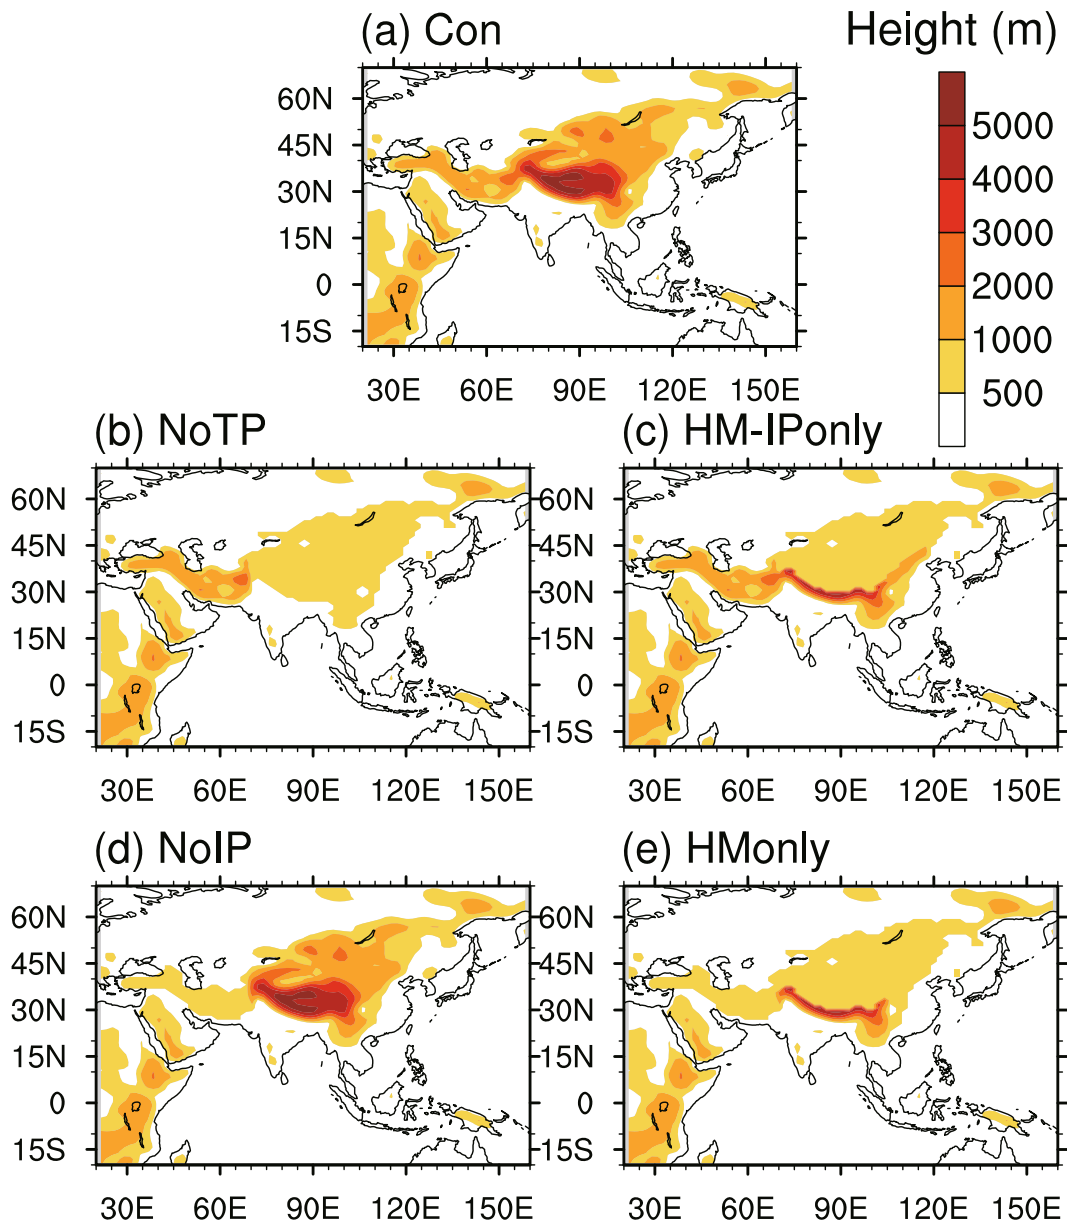 (a) Con
Height (m)
60N
45N
30N
15N
0
15S
30E 60E 90E 120E 150E
5000
4000
3000
2000
1000
500
(b) NoTP
60N
45N
30N
15N
0
15S
30E 60E 90E 120E 150E
(c) HM-IPonly
60N
45N
30N
15N
0
15S
30E 60E 90E 120E 150E
(d) NoIP
60N
45N
30N
15N
0
15S
30E 60E 90E 120E 150E
(e) HMonly
60N
45N
30N
15N
0
15S
30E 60E 90E 120E 150E